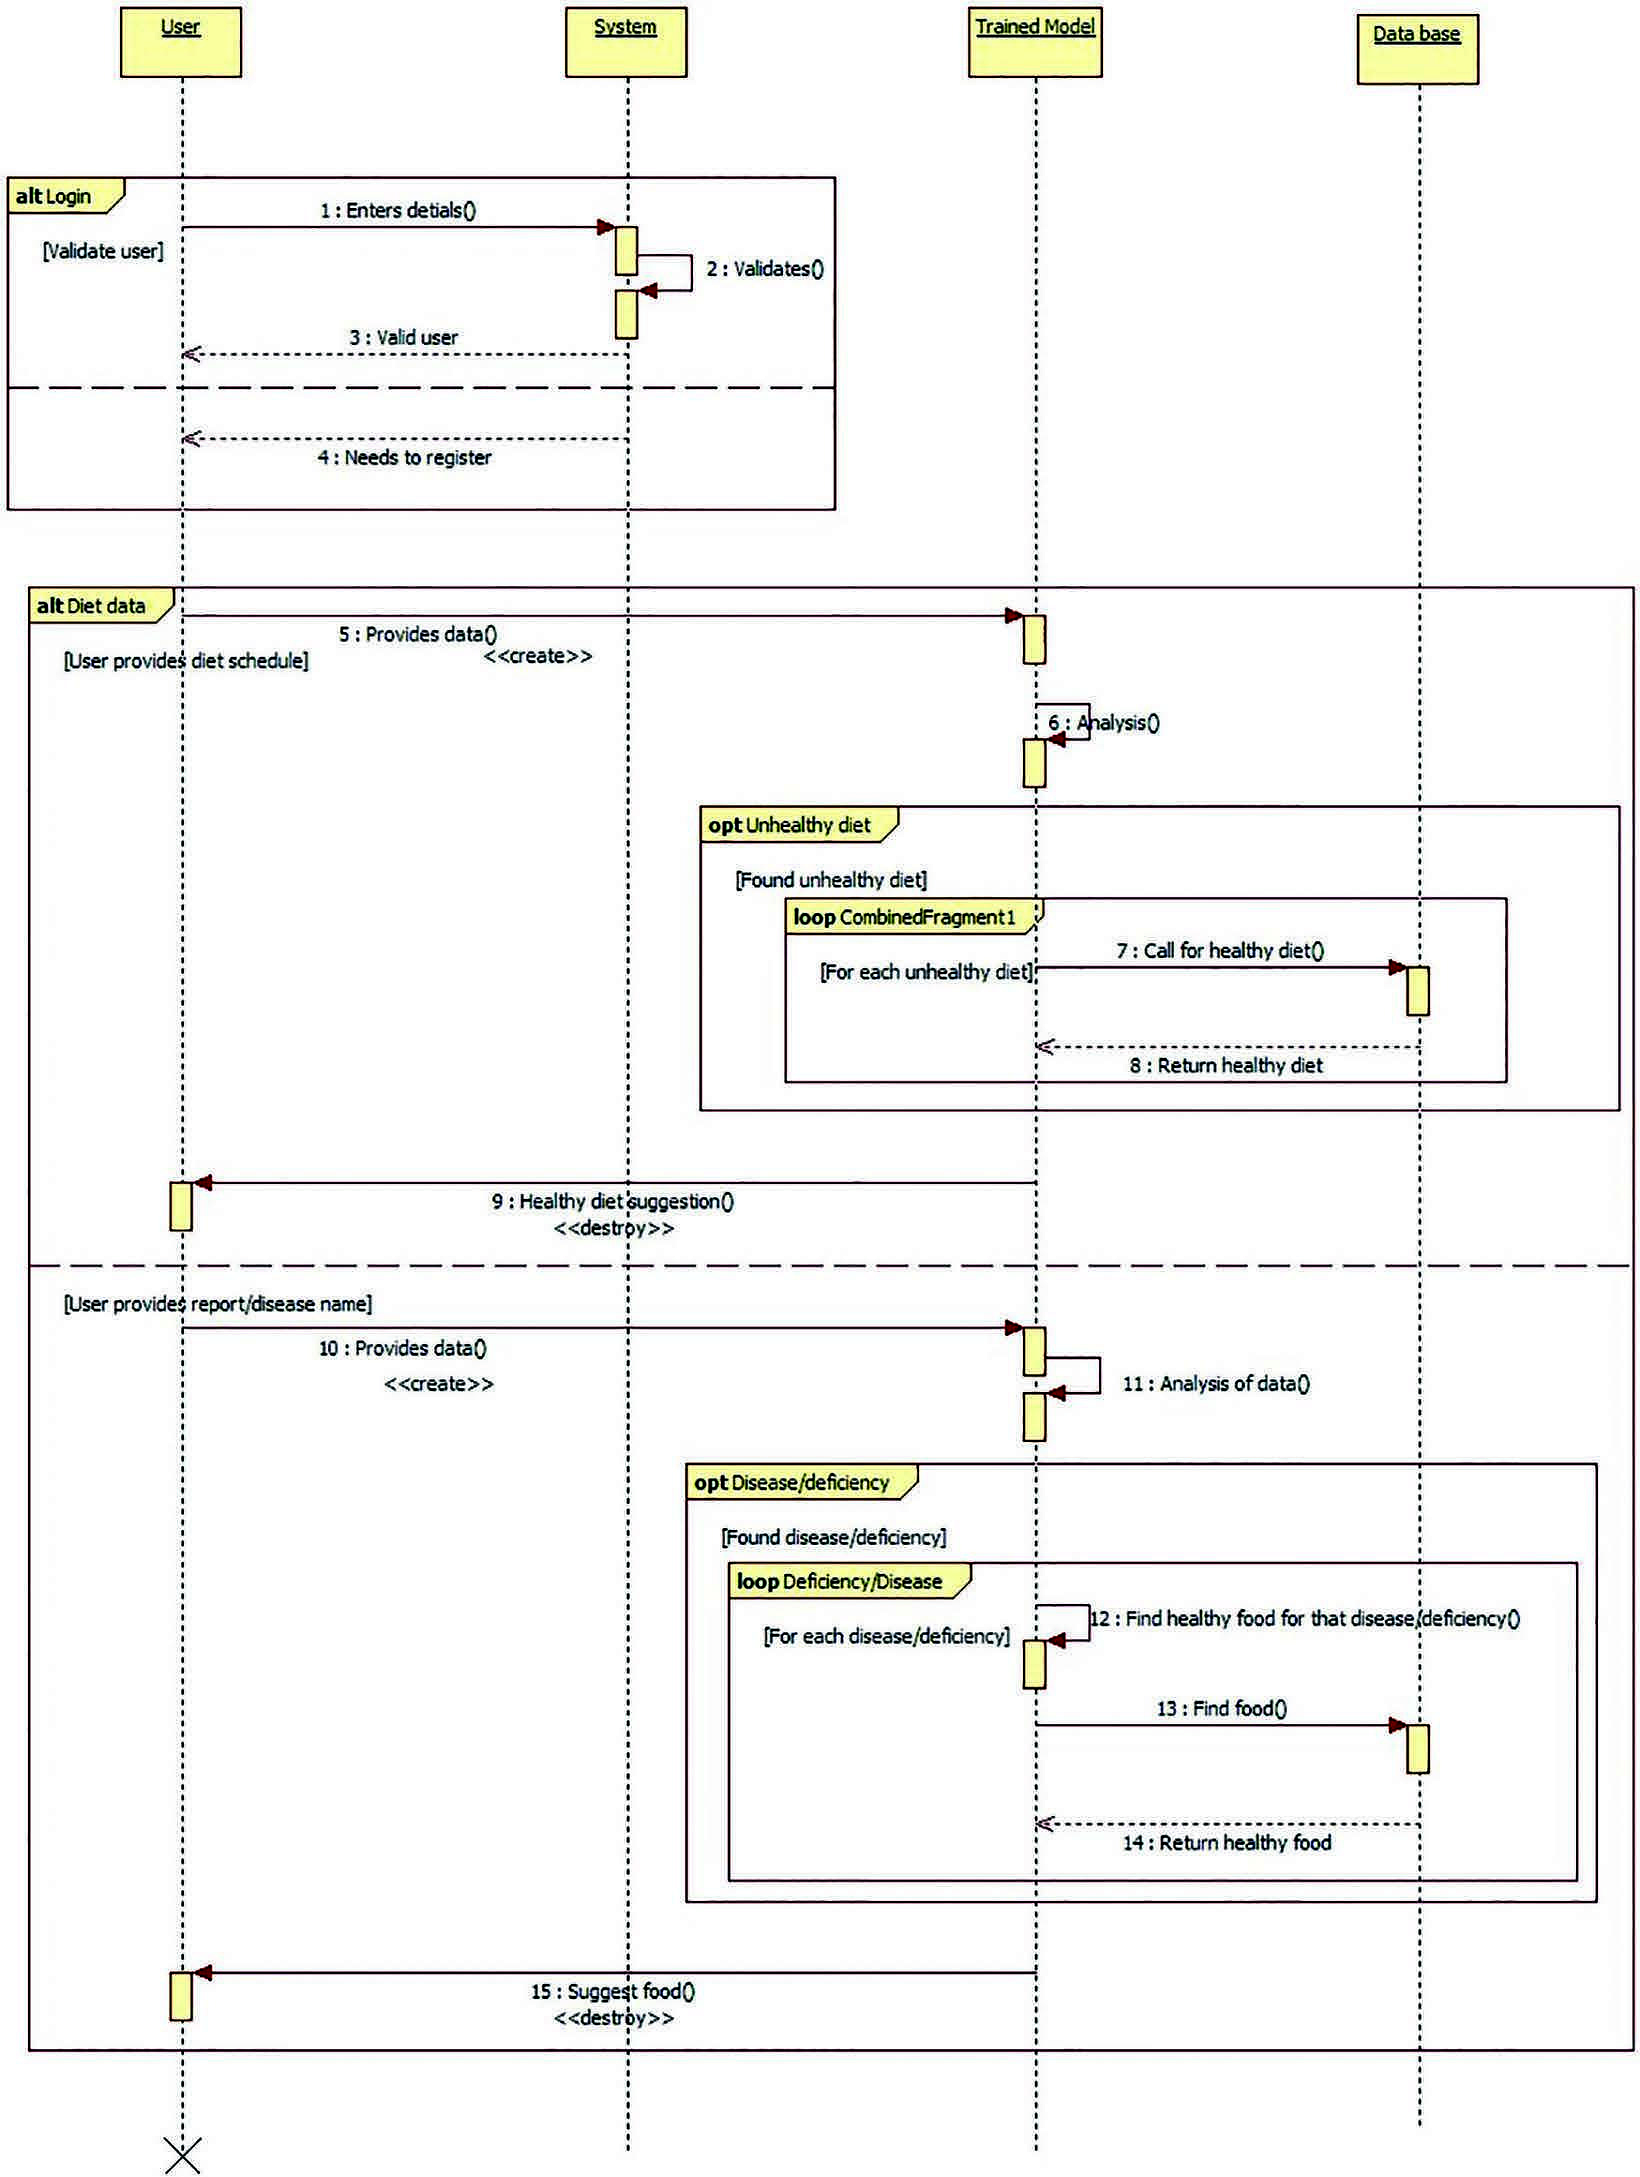 User
System
Trained Model
Data base
alt Login
1 : Enters detials()
[Validate user]
2 : Validates()
3 : Valid user
4 : Needs to register
alt Diet data
5 : Provides data()
<<create>>
[User provides diet schedule]
6 : Analysis()
opt Unhealthy diet
[Found unhealthy diet]
loop CombinedFragment1
7 : Call for healthy diet()
[For each unhealthy diet]
8 : Return healthy diet
9 : Healthy diet suggestion()
<<destroy>>
[User provides report/disease name]
10 : Provides data()
<<create>>
11 : Analysis of data()
opt Disease/deficiency
[Found disease/deficiency]
loop Deficiency/Disease
12 : Find healthy food for that disease/deficiency()
[For each disease/deficiency]
13 : Find food()
14 : Return healthy food
15 : Suggest food()
<<destroy>>